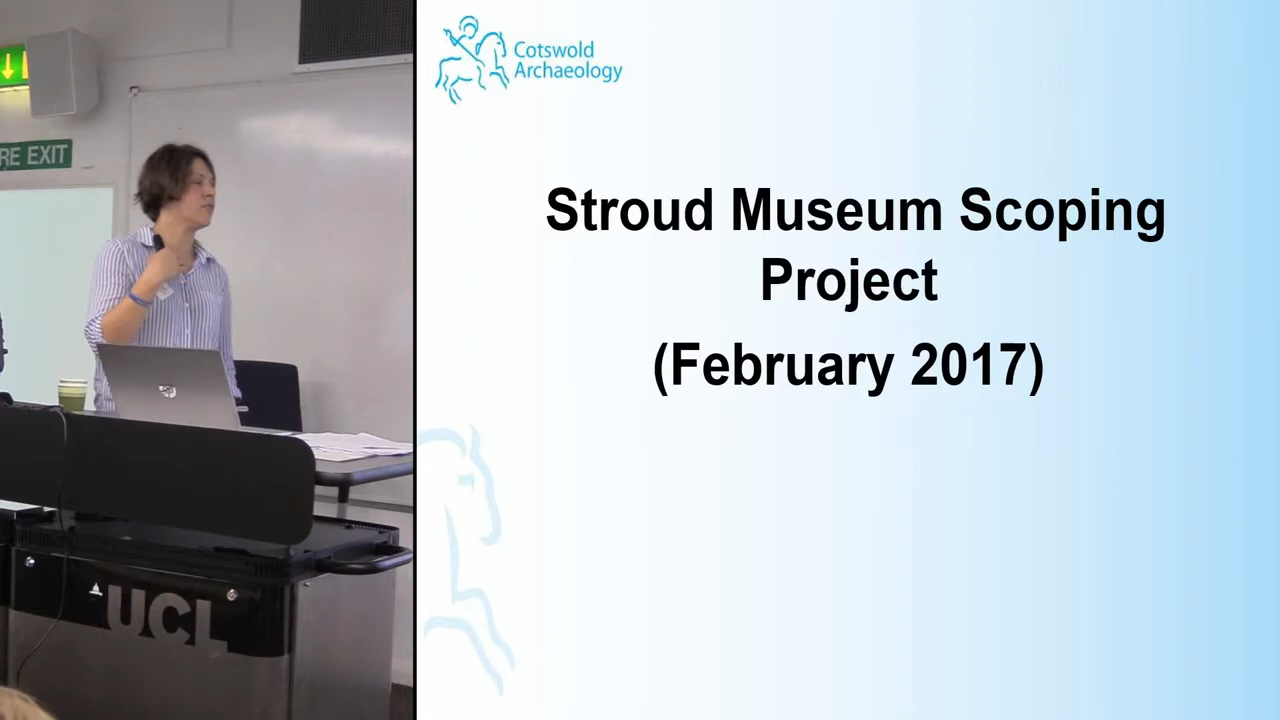 RE EXIT
UCL
Cotswold
Archaeology
Stroud Museum Scoping
Project
(February 2017)